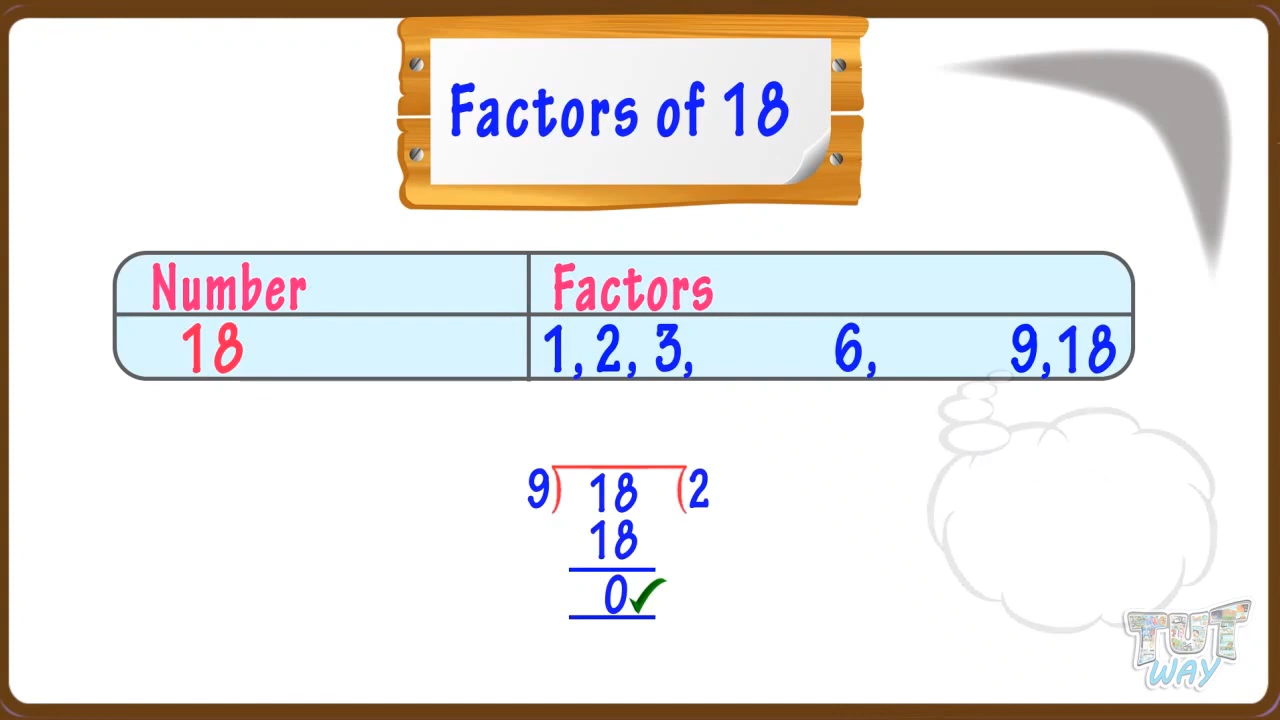 Factors of 18
Number Factors
18 1, 2, 3, 6, 9,18
9) 18 (2
18
0
TUT
WAY